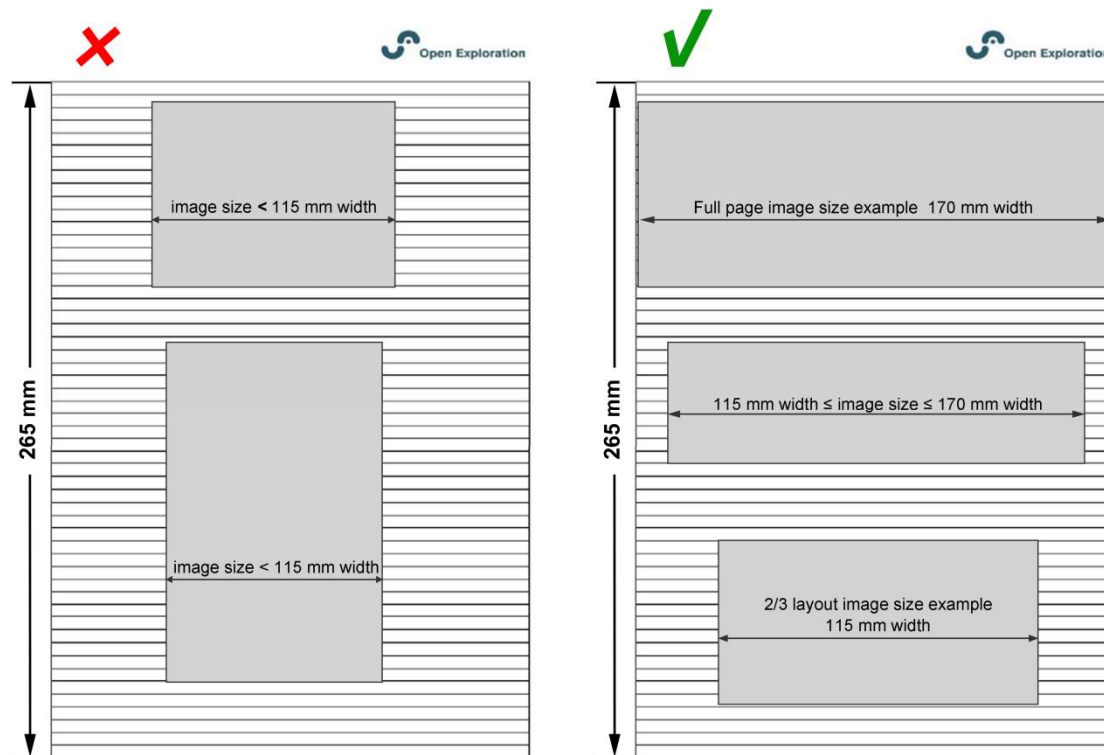 Open Exploration
265 mm
image size < 115 mm width
image size < 115 mm width
Open Exploration
265 mm
Full page image size example 170 mm width
115 mm width ≤ image size ≤ 170 mm width
2/3 layout image size example
115 mm width